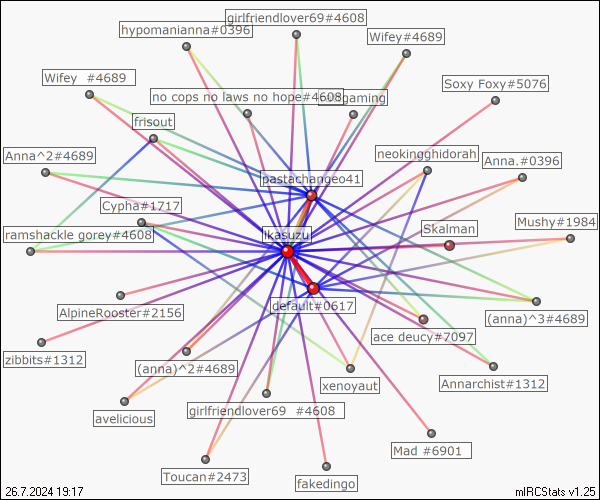 girlfriendlover69#4608
hypomanianna#0396
Wifey#4689
Wifey  #4689
Soxy Foxy#5076
no cops no laws no hope#4608
gaming
frisout
Anna^2#4689
neokingghidorah
Anna.#0396
pastachangeo41
Cypha#1717
Mushy#1984
Skalman
ramshackle gorey#4608
ikasuzu
default#0617
AlpineRooster#2156
(anna)^3#4689
ace deucy#7097
zibbits#1312
(anna)^2#4689
Annarchist#1312
xenoyaut
avelicious
girlfriendlover69  #4608
Mad #6901
Toucan#2473
fakedingo
26.7.2024 19:17
mIRCStats v1.25